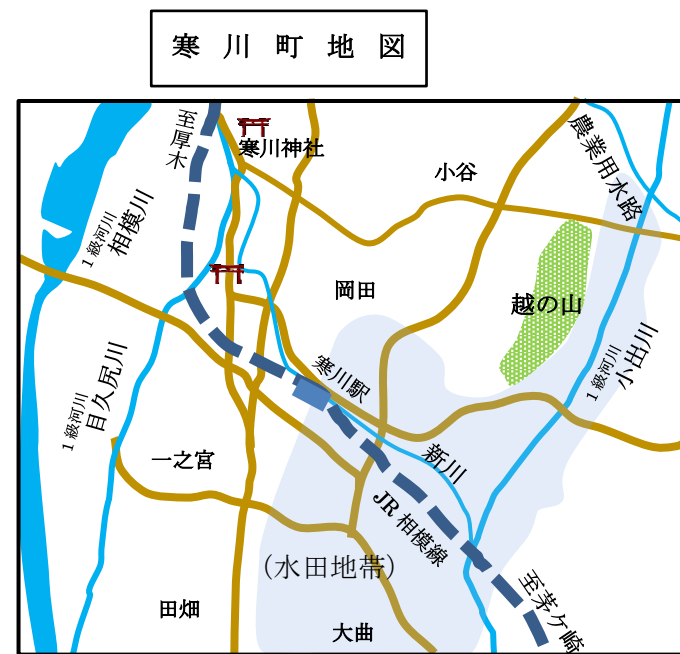 寒川町地図
至厚木
寒川神社
農業用水路
小谷
1級河川
相模川
岡田
越の山
1級河川
小出川
寒川駅
1級河川
目久尻川
一之宮
新川
JR相模線
(水田地帯)
至茅ケ崎
田畑
大曲